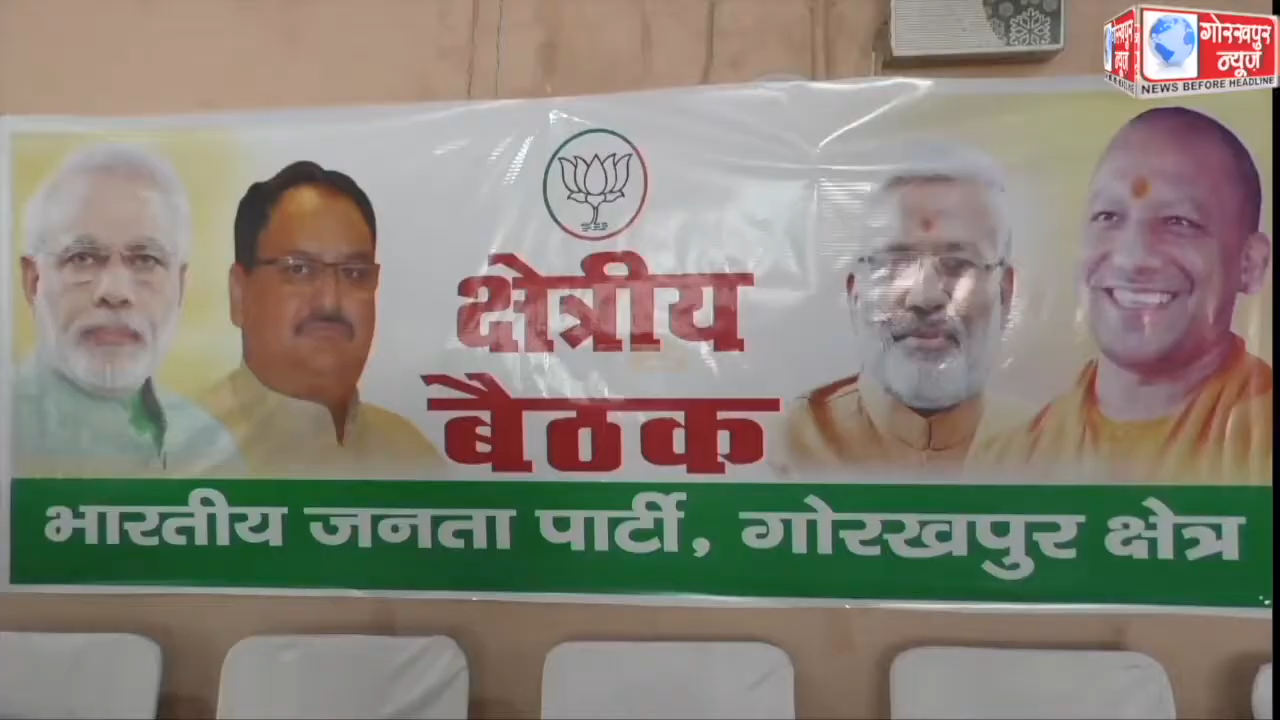 गोरखपुर
न्यूज़
NEWS BEFORE HEADLINE
क्षेत्रीय
बैठक
भारतीय जनता पार्टी, गोरखपुर क्षेत्र